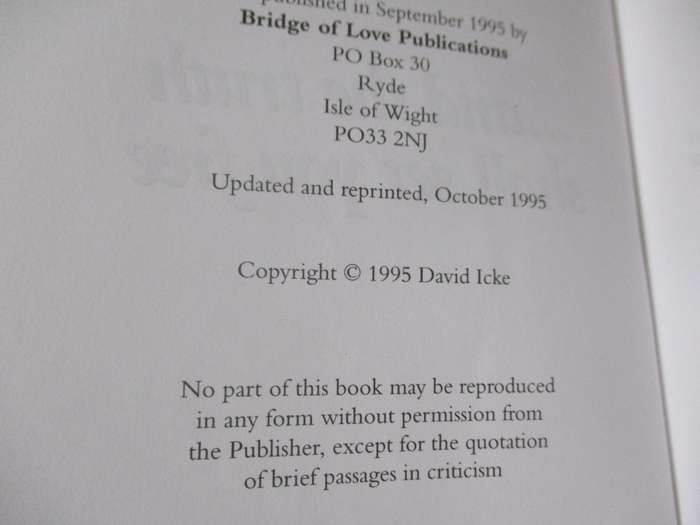 published in September 1995 by
Bridge of Love Publications
PO Box 30
Ryde
Isle of Wight
PO33 2NJ
Updated and reprinted, October 1995
Copyright © 1995 David Icke
No part of this book may be reproduced
in any form without permission from
the Publisher, except for the quotation
of brief passages in criticism